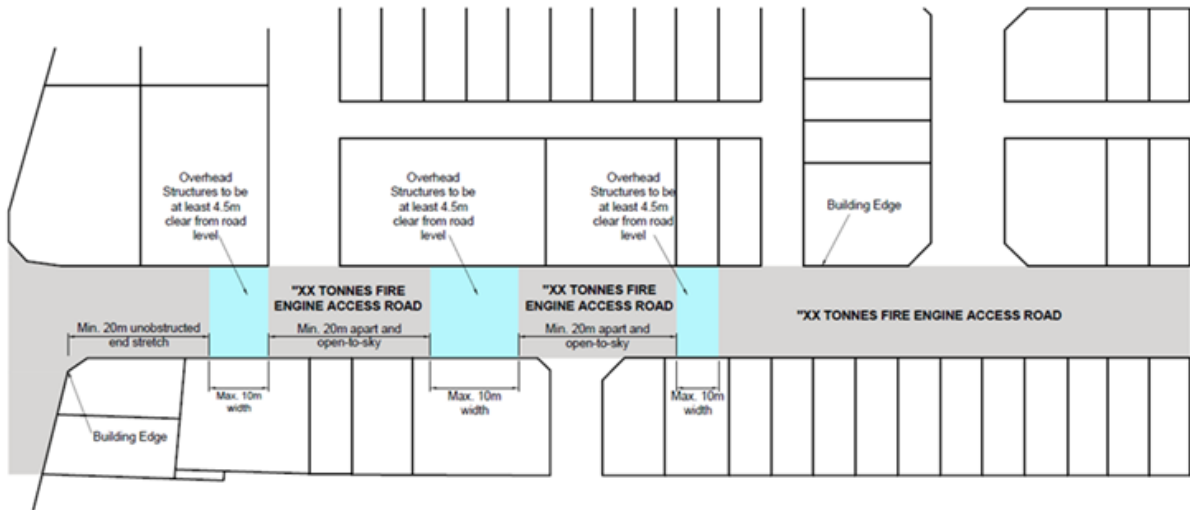 Overhead
Structures to be
at least 4.5m
clear from road
level
Overhead
Structures to be
at least 4.5m
clear from road
level
Overhead
Structures to be
at least 4.5m
clear from road
level
Building Edge
"XX TONNES FIRE
ENGINE ACCESS ROAD
"XX TONNES FIRE
ENGINE ACCESS ROAD
"XX TONNES FIRE ENGINE ACCESS ROAD
Min. 20m unobstructed
end stretch
Min. 20m apart and
open-to-sky
Min. 20m apart and
open-to-sky
Max. 10m
width
Max. 10m
width
Max. 10m
width
Building Edge